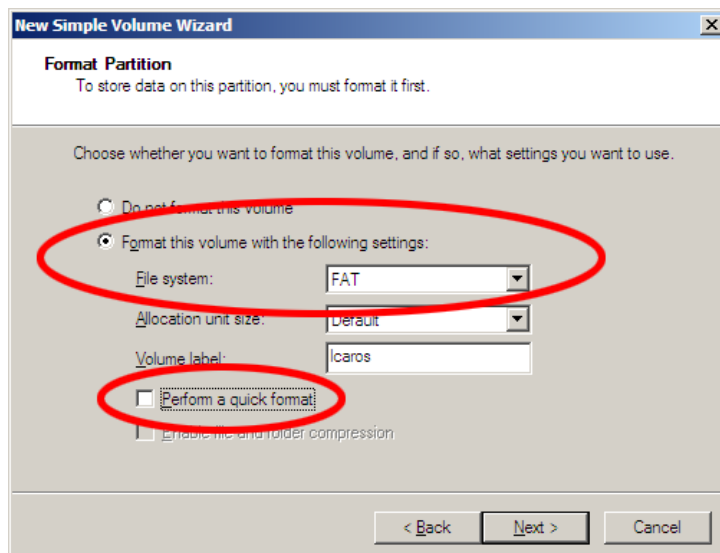 New Simple Volume Wizard
Format Partition
To store data on this partition, you must format it first.
Choose whether you want to format this volume, and if so, what settings you want to use.
Do not format this volume
Format this volume with the following settings:
File system: FAT
Allocation unit size: Default
Volume label: Icaros
Perform a quick format
Enable file and folder compression
< Back Next > Cancel